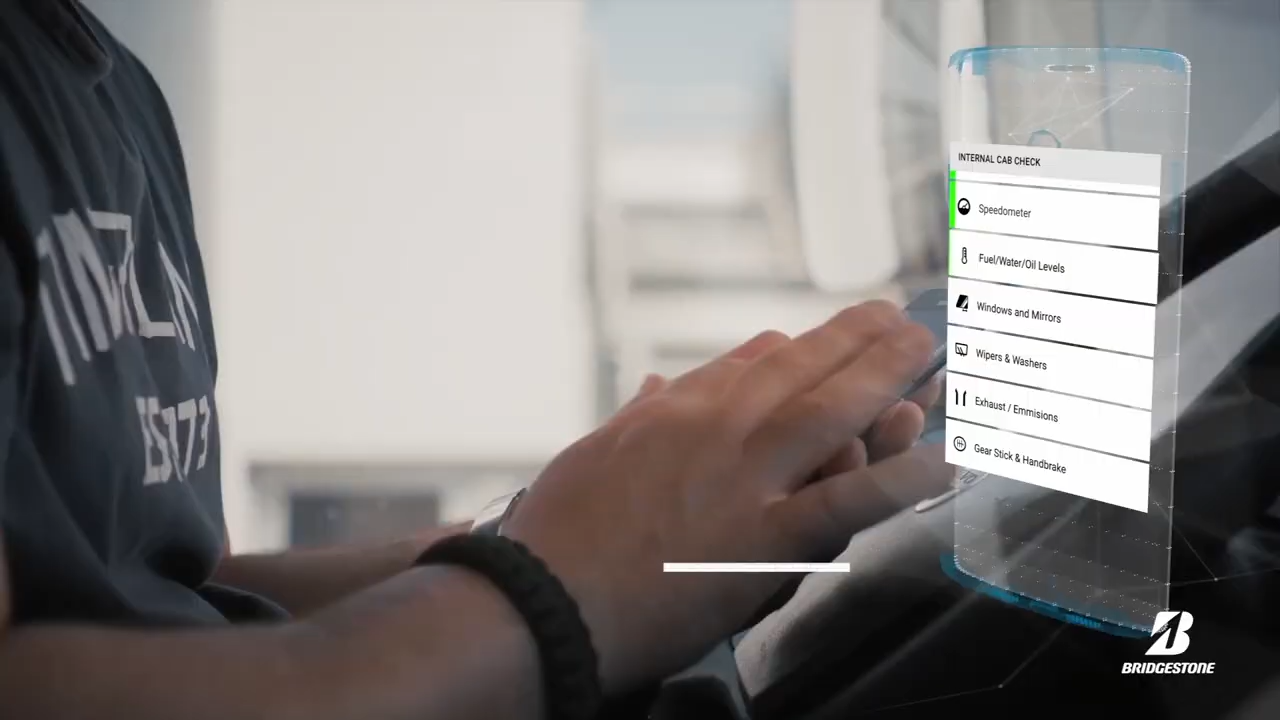 INTERNAL CAB CHECK
Speedometer
Fuel/Water/Oil Levels
Windows and Mirrors
Wipers & Washers
Exhaust / Emmisions
Gear Stick & Handbrake
BRIDGESTONE